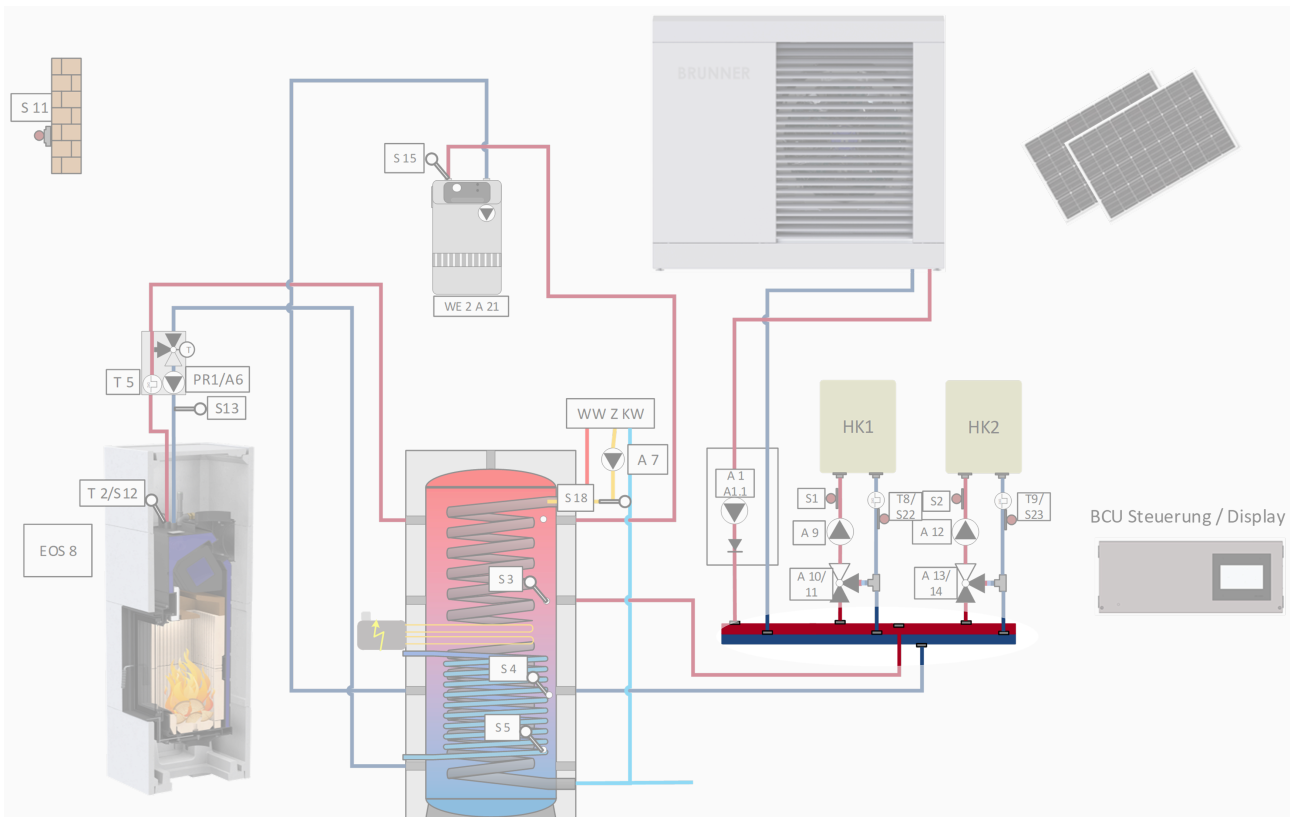 BRUNNER
S 11
S 15
WE 2 A 21
T
T 5
PR1/A6
S13
T 2/S12
EOS 8
WW Z KW
A 7
S18
S 3
S 4
S 5
A 1
A1.1
HK1
HK2
S1
T8/
S22
S2
T9/
S23
A 9
A 12
A 10/
11
A 13/
14
BCU Steuerung / Display